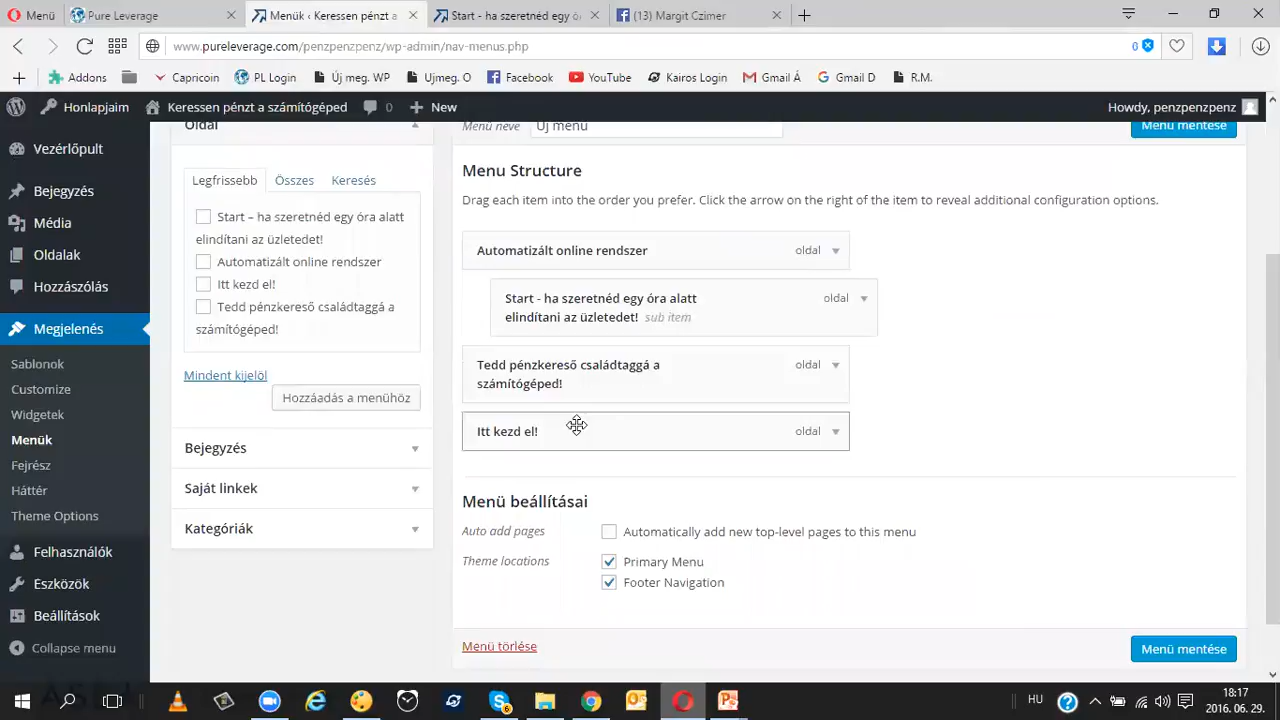 Menü
Pure Leverage
Menük ‹ Keressen pénzt a
Start - ha szeretnéd egy ó
(13) Margit Czimer
www.pureleverage.com/penzpenzpenz/wp-admin/nav-menus.php
0
Addons
Capricoin
PL Login
Új meg. WP
Ujmeg. O
Facebook
YouTube
Kairos Login
Gmail Á
Gmail D
R.M.
Honlapjaim
Keressen pénzt a számítógéped
0
New
Howdy, penzpenzpenz
Vezérlőpult
Bejegyzés
Média
Oldalak
Hozzászólás
Megjelenés
Sablonok
Customize
Widgetek
Menük
Fejrész
Háttér
Theme Options
Felhasználók
Eszközök
Beállítások
Collapse menu
Oldal
Legfrissebb
Összes
Keresés
Start – ha szeretnéd egy óra alatt
elindítani az üzletedet!
Automatizált online rendszer
Itt kezd el!
Tedd pénzkereső családtaggá a
számítógéped!
Mindent kijelöl
Hozzáadás a menühöz
Bejegyzés
Saját linkek
Kategóriák
Menü neve
Új menü
Menü mentése
Menu Structure
Drag each item into the order you prefer. Click the arrow on the right of the item to reveal additional configuration options.
Automatizált online rendszer
oldal
Start - ha szeretnéd egy óra alatt
elindítani az üzletedet! sub item
oldal
Tedd pénzkereső családtaggá a
számítógéped!
oldal
Itt kezd el!
oldal
Menü beállításai
Auto add pages
Automatically add new top-level pages to this menu
Theme locations
Primary Menu
Footer Navigation
Menü törlése
Menü mentése
6
HU
18:17
2016. 06. 29.